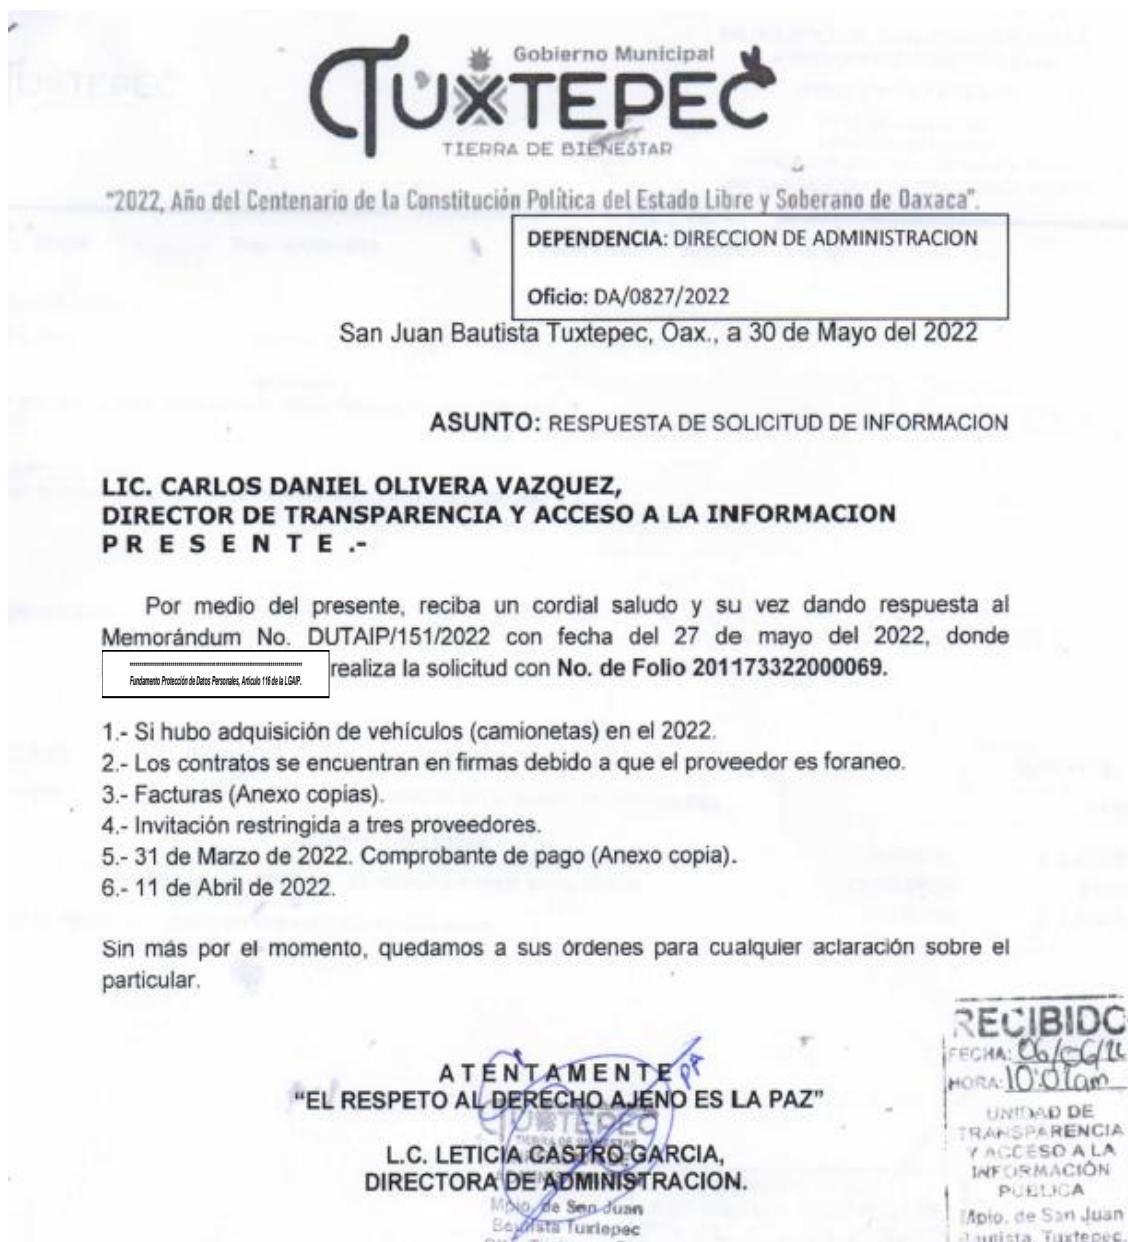 Gobierno Municipal
TUXTEPEC
TIERRA DE BIENESTAR
"2022, Año del Centenario de la Constitución Política del Estado Libre y Soberano de Oaxaca".
DEPENDENCIA: DIRECCION DE ADMINISTRACION
Oficio: DA/0827/2022
San Juan Bautista Tuxtepec, Oax., a 30 de Mayo del 2022
ASUNTO: RESPUESTA DE SOLICITUD DE INFORMACION
LIC. CARLOS DANIEL OLIVERA VAZQUEZ,
DIRECTOR DE TRANSPARENCIA Y ACCESO A LA INFORMACION
P R E S E N T E .-
Por medio del presente, reciba un cordial saludo y su vez dando respuesta al
Memorándum No. DUTAIP/151/2022 con fecha del 27 de mayo del 2022, donde
Fundamento Protección de Datos Personales, Artículo 116 de la LGAIP.
realiza la solicitud con No. de Folio 201173322000069.
1.- Si hubo adquisición de vehículos (camionetas) en el 2022.
2.- Los contratos se encuentran en firmas debido a que el proveedor es foraneo.
3.- Facturas (Anexo copias).
4.- Invitación restringida a tres proveedores.
5.- 31 de Marzo de 2022. Comprobante de pago (Anexo copia).
6.- 11 de Abril de 2022.
Sin más por el momento, quedamos a sus órdenes para cualquier aclaración sobre el
particular.
A T E N T A M E N T E
PA
"EL RESPETO AL DERECHO AJENO ES LA PAZ"
TUXTEPEC
L.C. LETICIA CASTRO GARCIA,
DIRECTORA DE ADMINISTRACION.
Mpio. de San Juan
Bautista Tuxtepec
RECIBIDO
FECHA: 06/06/22
HORA: 10:01am
UNIDAD DE
TRANSPARENCIA
Y ACCESO A LA
INFORMACIÓN
PUBLICA
Mpio. de San Juan
Bautista Tuxtepec,